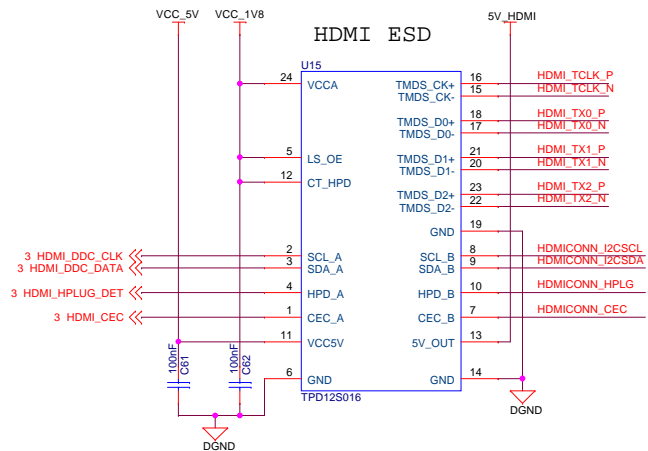 VCC_5V VCC_1V8 5V_HDMI
HDMI ESD
U15
24 VCCA TMDS_CK+ 16 HDMI_TCLK_P
TMDS_CK- 15 HDMI_TCLK_N
TMDS_D0+ 18 HDMI_TX0_P
TMDS_D0- 17 HDMI_TX0_N
5 LS_OE TMDS_D1+ 21 HDMI_TX1_P
TMDS_D1- 20 HDMI_TX1_N
12 CT_HPD
TMDS_D2+ 23 HDMI_TX2_P
TMDS_D2- 22 HDMI_TX2_N
GND 19
3 HDMI_DDC_CLK 2 SCL_A SCL_B 8 HDMICONN_I2CSCL
3 HDMI_DDC_DATA 3 SDA_A SDA_B 9 HDMICONN_I2CSDA
3 HDMI_HPLUG_DET 4 HPD_A HPD_B 10 HDMICONN_HPLG
3 HDMI_CEC 1 CEC_A CEC_B 7 HDMICONN_CEC
11 VCC5V 5V_OUT 13
100nF C61 100nF C62
6 GND GND 14
TPD12S016
DGND
DGND